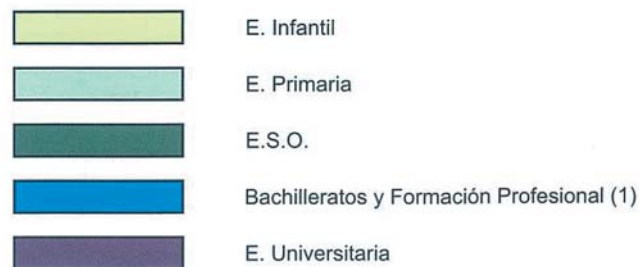 E. Infantil
E. Primaria
E.S.O.
Bachilleratos y Formación Profesional (1)
E. Universitaria